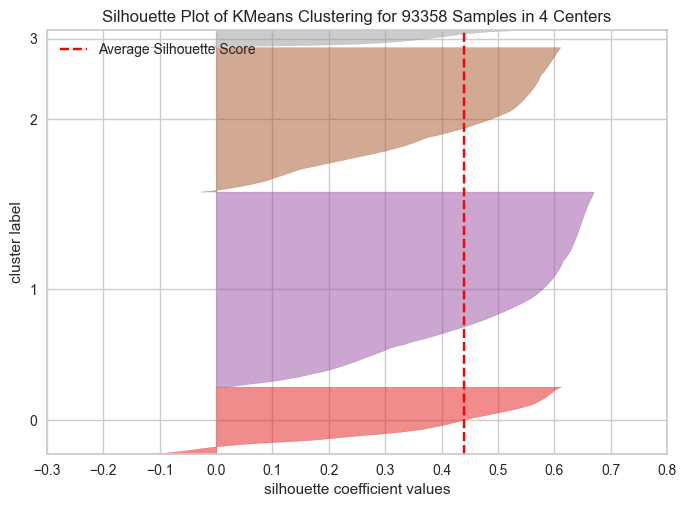 Silhouette Plot of KMeans Clustering for 93358 Samples in 4 Centers
Average Silhouette Score
3
2
1
0
cluster label
−0.3 −0.2 −0.1 0.0 0.1 0.2 0.3 0.4 0.5 0.6 0.7 0.8
silhouette coefficient values